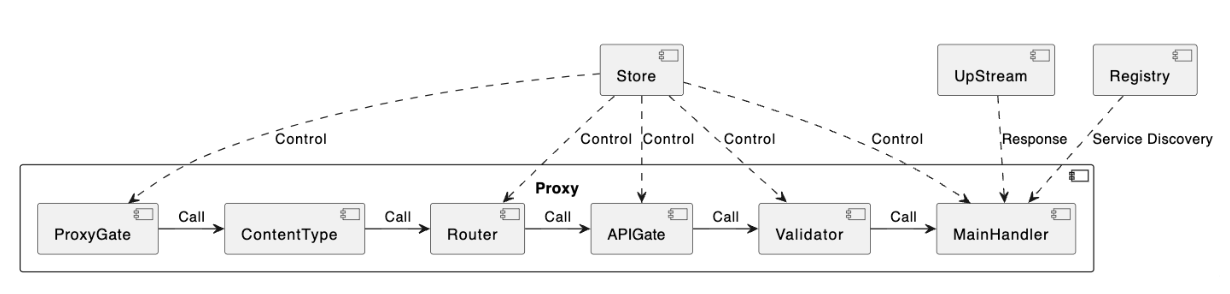 Store
UpStream
Registry
Control
Control
Control
Control
Control
Response
Service Discovery
Proxy
ProxyGate
Call
ContentType
Call
Router
Call
APIGate
Call
Validator
Call
MainHandler